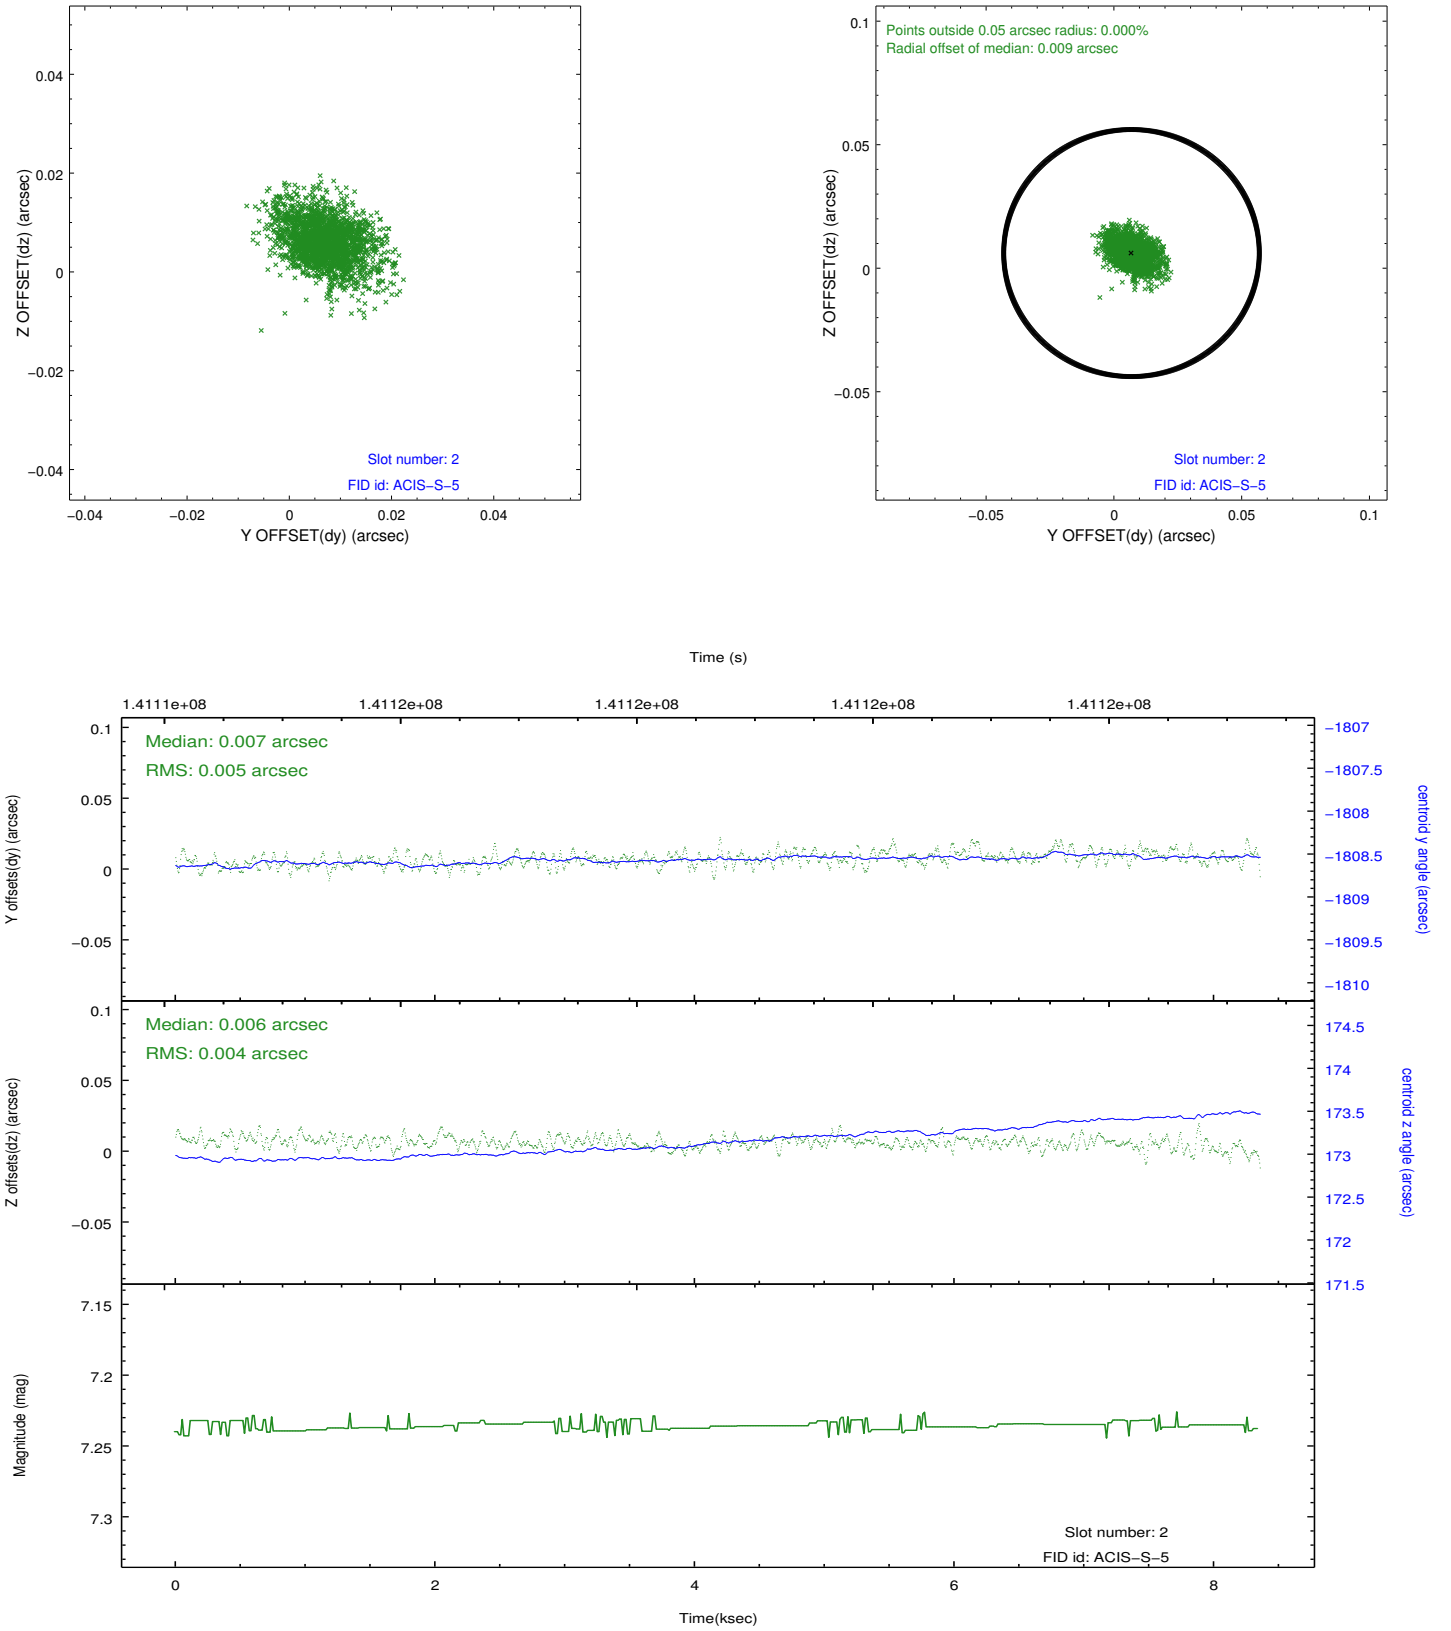 0.04
0.02
0
−0.02
−0.04
Z OFFSET(dz) (arcsec)
Slot number: 2
FID id: ACIS−S−5
−0.04 −0.02 0 0.02 0.04
Y OFFSET(dy) (arcsec)
Points outside 0.05 arcsec radius: 0.000%
Radial offset of median: 0.009 arcsec
0.1
0.05
0
−0.05
Z OFFSET(dz) (arcsec)
Slot number: 2
FID id: ACIS−S−5
−0.05 0 0.05 0.1
Y OFFSET(dy) (arcsec)
Time (s)
1.4111e+08 1.4112e+08 1.4112e+08 1.4112e+08 1.4112e+08
Median: 0.007 arcsec
RMS: 0.005 arcsec
0.1
0.05
0
−0.05
Y offsets(dy) (arcsec)
−1807
−1807.5
−1808
−1808.5
−1809
−1809.5
−1810
centroid y angle (arcsec)
Median: 0.006 arcsec
RMS: 0.004 arcsec
0.1
0.05
0
−0.05
Z offsets(dz) (arcsec)
174.5
174
173.5
173
172.5
172
171.5
centroid z angle (arcsec)
7.15
7.2
7.25
7.3
Magnitude (mag)
Slot number: 2
FID id: ACIS−S−5
0 2 4 6 8
Time(ksec)